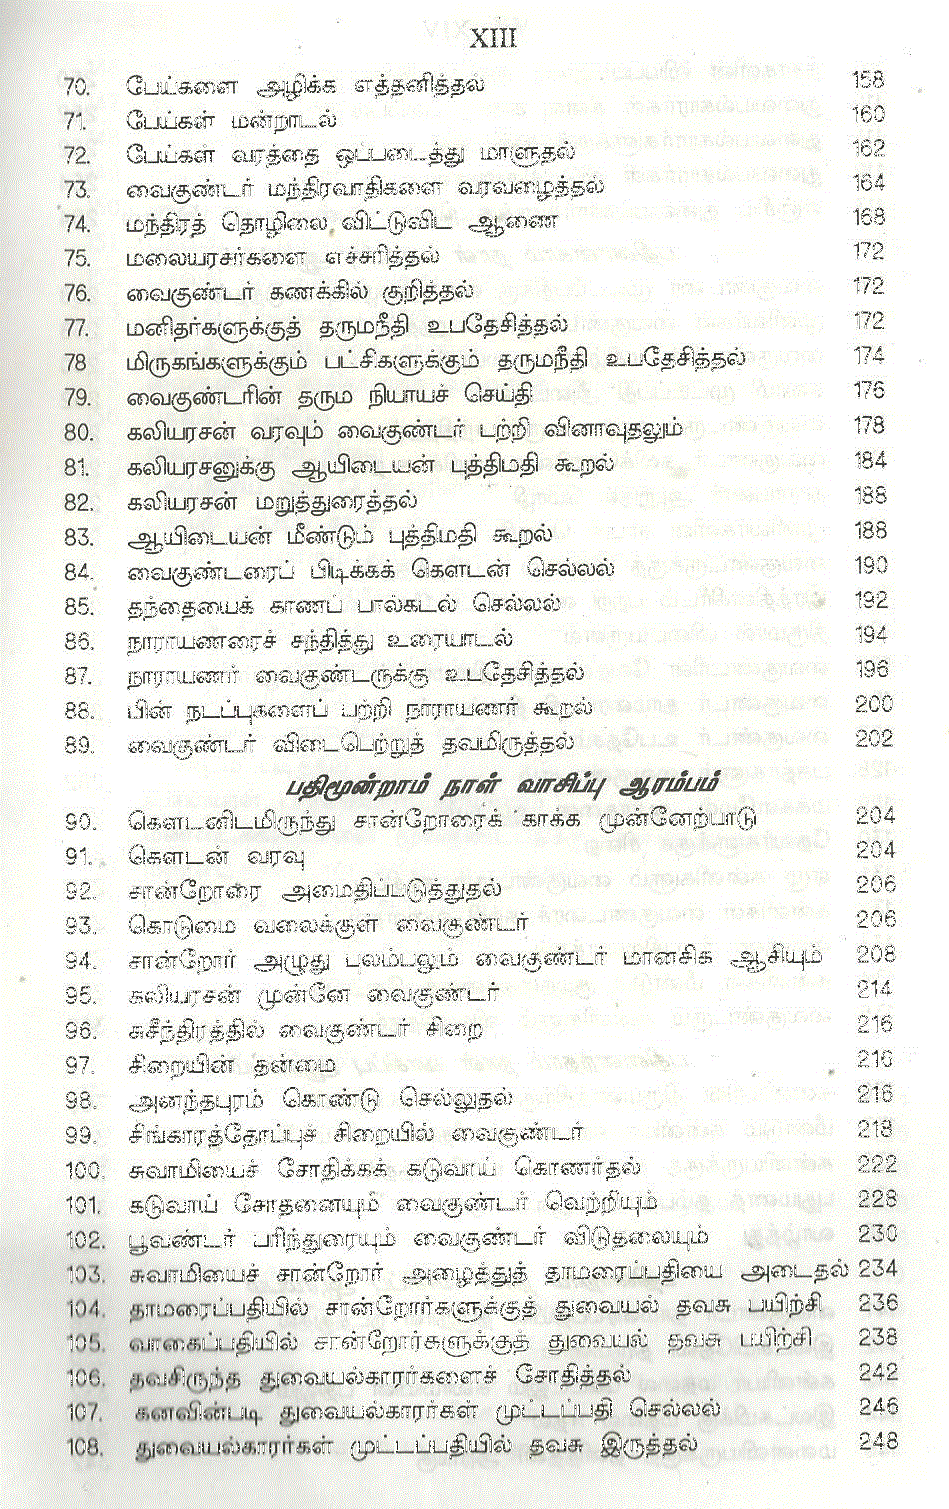 XIII
70. பேய்களை அழிக்க எத்தனித்தல் 158
71. பேய்கள் மன்றாடல் 160
72. பேய்கள் வரத்தை ஒப்படைத்து மாளுதல் 162
73. வைகுண்டர் மந்திரவாதிகளை வரவழைத்தல் 164
74. மந்திரத் தொழிலை விட்டுவிட ஆணை 168
75. மலையரசர்களை எச்சரித்தல் 172
76. வைகுண்டர் கணக்கில் குறித்தல் 172
77. மனிதர்களுக்குத் தருமநீதி உபதேசித்தல் 172
78 மிருகங்களுக்கும் பட்சிகளுக்கும் தருமநீதி உபதேசித்தல் 174
79. வைகுண்டரின் தரும நியாயச் செய்தி 176
80. கலியரசன் வரவும் வைகுண்டர் பற்றி வினாவுதலும் 178
81. கலியரசனுக்கு ஆயிடையன் புத்திமதி கூறல் 184
82. கலியரசன் மறுத்துரைத்தல் 188
83. ஆயிடையன் மீண்டும் புத்திமதி கூறல் 188
84. வைகுண்டரைப் பிடிக்கக் கௌடன் செல்லல் 190
85. தந்தையைக் காணப் பால்கடல் செல்லல் 192
86. நாராயணரைச் சந்தித்து உரையாடல் 194
87. நாராயணர் வைகுண்டருக்கு உபதேசித்தல் 196
88. பின் நடப்புகளைப் பற்றி நாராயணர் கூறல் 200
89. வைகுண்டர் விடைபெற்றுத் தவமிருத்தல் 202
பதிமூன்றாம் நாள் வாசிப்பு ஆரம்பம்
90. கௌடனிடமிருந்து சான்றோரைக் காக்க முன்னேற்பாடு 204
91. கௌடன் வரவு 204
92. சான்றோரை அமைதிப்படுத்துதல் 206
93. கொடுமை வலைக்குள் வைகுண்டர் 206
94. சான்றோர் அழுது புலம்பலும் வைகுண்டர் மானசிக ஆசியும் 208
95. கலியரசன் முன்னே வைகுண்டர் 214
96. சுசீந்திரத்தில் வைகுண்டர் சிறை 216
97. சிறையின் தன்மை 216
98. அனந்தபுரம் கொண்டு செல்லுதல் 216
99. சிங்காரத்தோப்புச் சிறையில் வைகுண்டர் 218
100. சுவாமியைச் சோதிக்கக் கடுவாய் கொணர்தல் 222
101. கடுவாய் சோதனையும் வைகுண்டர் வெற்றியும் 228
102. பூவண்டர் பரிந்துரையும் வைகுண்டர் விடுதலையும் 230
103. சுவாமியைச் சான்றோர் அழைத்துத் தாமரைப்பதியை அடைதல் 234
104. தாமரைப்பதியில் சான்றோர்களுக்குத் துவையல் தவசு பயிற்சி 236
105. வாகைப்பதியில் சான்றோர்களுக்குத் துவையல் தவசு பயிற்சி 238
106. தவசிருந்த துவையல்காரர்களைச் சோதித்தல் 242
107. கனவின்படி துவையல்காரர்கள் முட்டப்பதி செல்லல் 246
108. துவையல்காரர்கள் முட்டப்பதியில் தவசு இருத்தல் 248